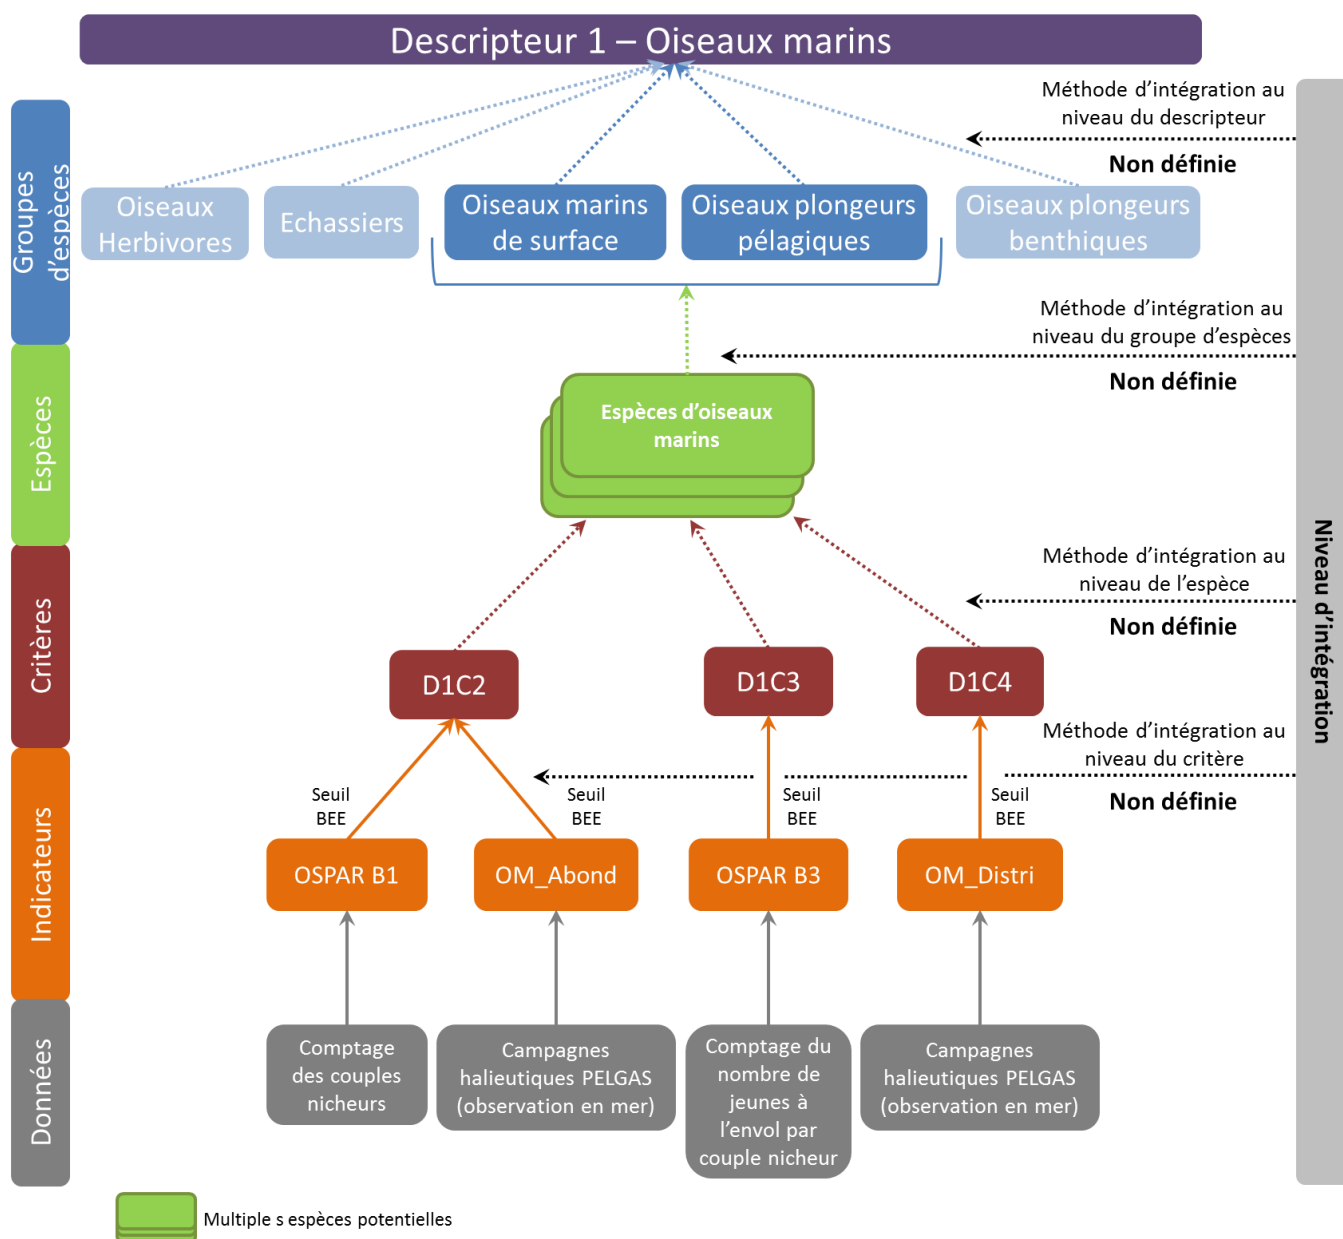 Descripteur 1 – Oiseaux marins
Groupes
d'espèces
Méthode d'intégration au
niveau du descripteur
Non définie
Oiseaux
Herbivores
Echassiers
Oiseaux marins
de surface
Oiseaux plongeurs
pélagiques
Oiseaux plongeurs
benthiques
Méthode d'intégration au
niveau du groupe d'espèces
Non définie
Espèces
Espèces d'oiseaux
marins
Niveau d'intégration
Méthode d'intégration au
niveau de l'espèce
Non définie
Critères
D1C2
D1C3
D1C4
Méthode d'intégration au
niveau du critère
Non définie
Seuil
BEE
Seuil
BEE
Seuil
BEE
Seuil
BEE
Indicateurs
OSPAR B1
OM_Abond
OSPAR B3
OM_Distri
Données
Comptage
des couples
nicheurs
Campagnes
halieutiques PELGAS
(observation en mer)
Comptage du
nombre de
jeunes à
l'envol par
couple nicheur
Campagnes
halieutiques PELGAS
(observation en mer)
Multiple s espèces potentielles